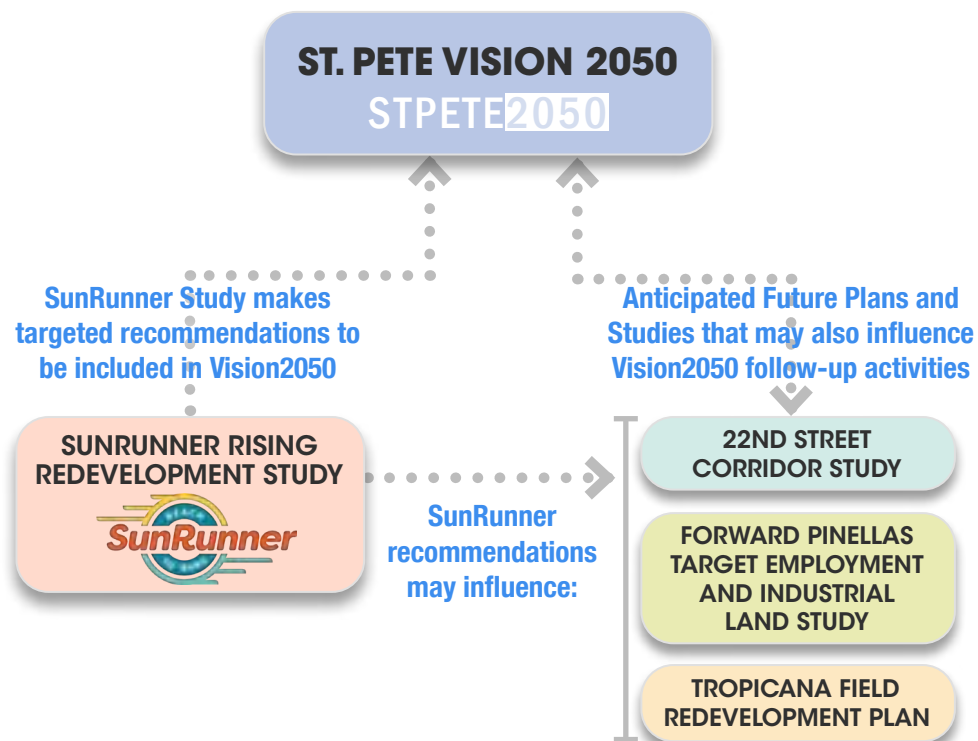 ST. PETE VISION 2050
STPETE2050
SunRunner Study makes
targeted recommendations to
be included in Vision2050
Anticipated Future Plans and
Studies that may also influence
Vision2050 follow-up activities
SUNRUNNER RISING
REDEVELOPMENT STUDY
BEACH
SunRunner
SunRunner
recommendations
may influence:
22ND STREET
CORRIDOR STUDY
FORWARD PINELLAS
TARGET EMPLOYMENT
AND INDUSTRIAL
LAND STUDY
TROPICANA FIELD
REDEVELOPMENT PLAN